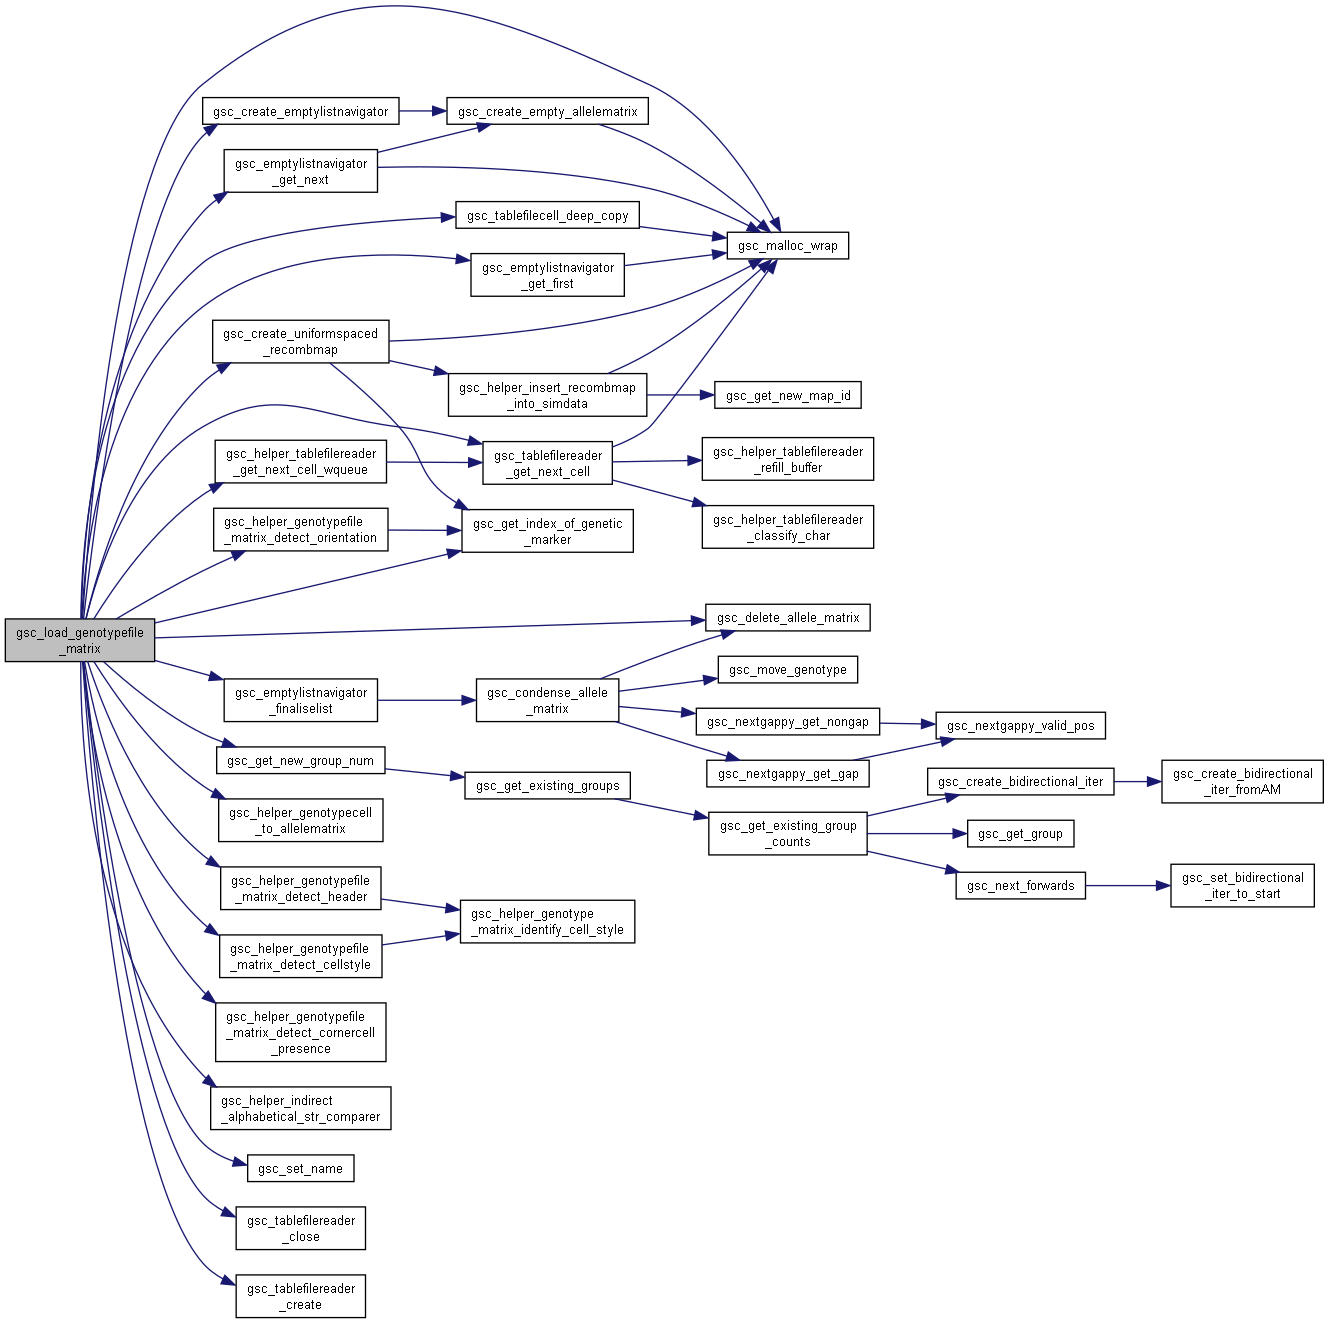 gsc_load_genotypefile
_matrix
gsc_create_emptylistnavigator
gsc_emptylistnavigator
_get_next
gsc_create_empty_allelematrix
gsc_tablefilecell_deep_copy
gsc_emptylistnavigator
_get_first
gsc_malloc_wrap
gsc_create_uniformspaced
_recombmap
gsc_helper_insert_recombmap
_into_simdata
gsc_get_new_map_id
gsc_helper_tablefilereader
_get_next_cell_wqueue
gsc_tablefilereader
_get_next_cell
gsc_helper_tablefilereader
_refill_buffer
gsc_helper_tablefilereader
_classify_char
gsc_helper_genotypefile
_matrix_detect_orientation
gsc_get_index_of_genetic
_marker
gsc_delete_allele_matrix
gsc_emptylistnavigator
_finaliselist
gsc_condense_allele
_matrix
gsc_move_genotype
gsc_nextgappy_get_nongap
gsc_nextgappy_get_gap
gsc_nextgappy_valid_pos
gsc_get_new_group_num
gsc_get_existing_groups
gsc_get_existing_group
_counts
gsc_create_bidirectional_iter
gsc_create_bidirectional
_iter_fromAM
gsc_get_group
gsc_next_forwards
gsc_set_bidirectional
_iter_to_start
gsc_helper_genotypecell
_to_allelematrix
gsc_helper_genotypefile
_matrix_detect_header
gsc_helper_genotype
_matrix_identify_cell_style
gsc_helper_genotypefile
_matrix_detect_cellstyle
gsc_helper_genotypefile
_matrix_detect_cornercell
_presence
gsc_helper_indirect
_alphabetical_str_comparer
gsc_set_name
gsc_tablefilereader
_close
gsc_tablefilereader
_create